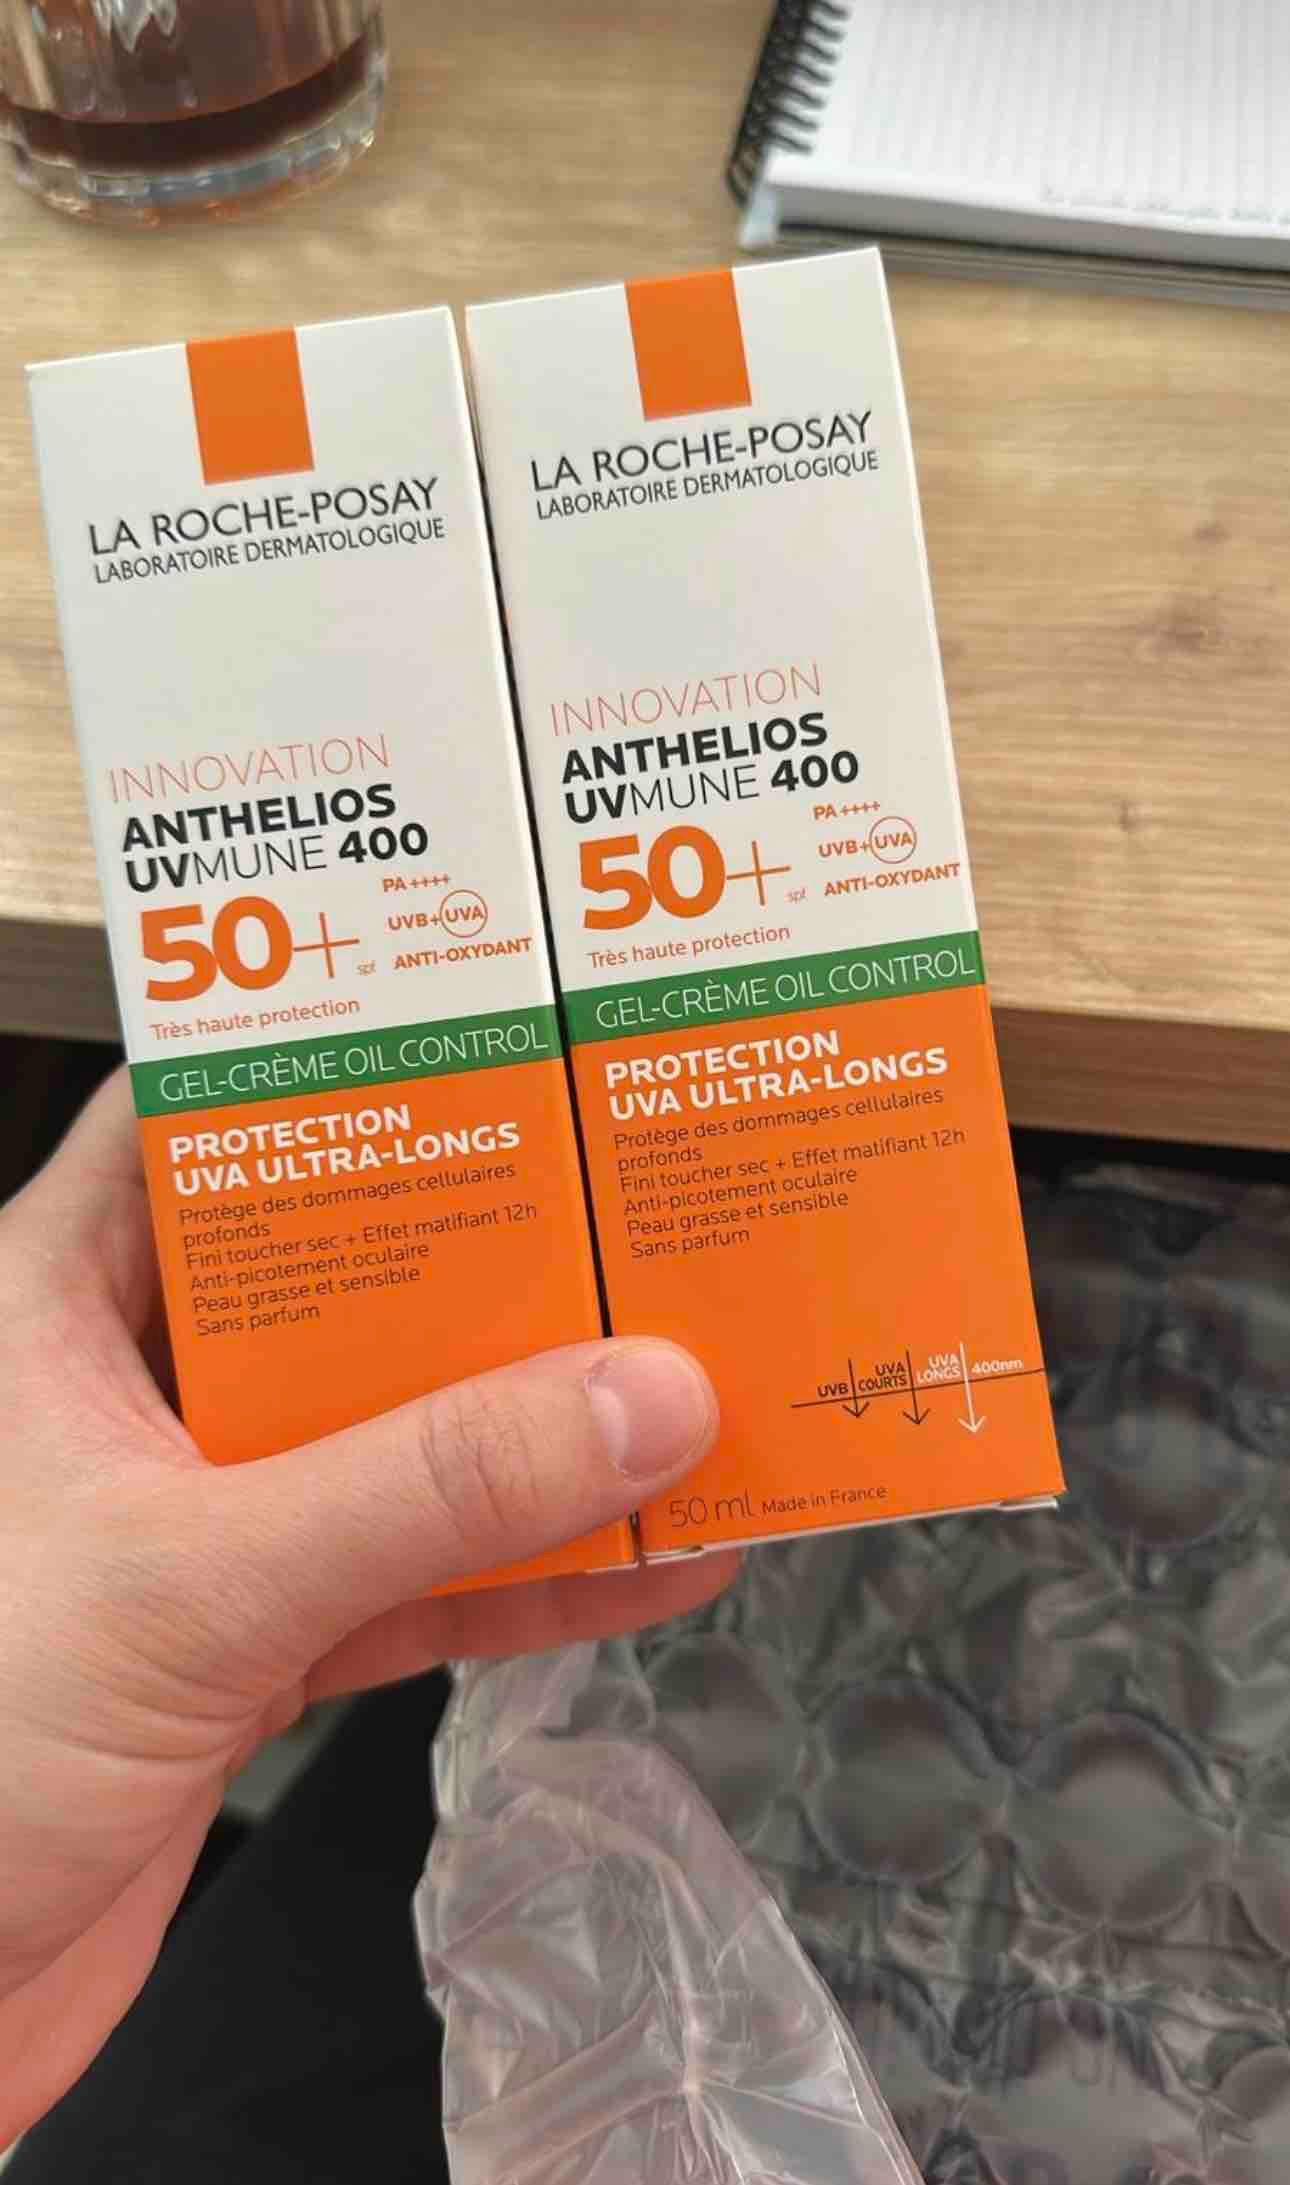 LA ROCHE-POSAY
LABORATOIRE DERMATOLOGIQUE
INNOVATION
ANTHELIOS
UVMUNE 400
50+
spf
PA ++++
UVB+UVA
ANTI-OXYDANT
Très haute protection
GEL-CRÈME OIL CONTROL
PROTECTION
UVA ULTRA-LONGS
Protège des dommages cellulaires
profonds
Fini toucher sec + Effet matifiant 12h
Anti-picotement oculaire
Peau grasse et sensible
Sans parfum
LA ROCHE-POSAY
LABORATOIRE DERMATOLOGIQUE
INNOVATION
ANTHELIOS
UVMUNE 400
50+
spf
PA ++++
UVB+UVA
ANTI-OXYDANT
Très haute protection
GEL-CRÈME OIL CONTROL
PROTECTION
UVA ULTRA-LONGS
Protège des dommages cellulaires
profonds
Fini toucher sec + Effet matifiant 12h
Anti-picotement oculaire
Peau grasse et sensible
Sans parfum
UVB
UVA
COURTS
UVA
LONGS
400nm
50 ml Made in France